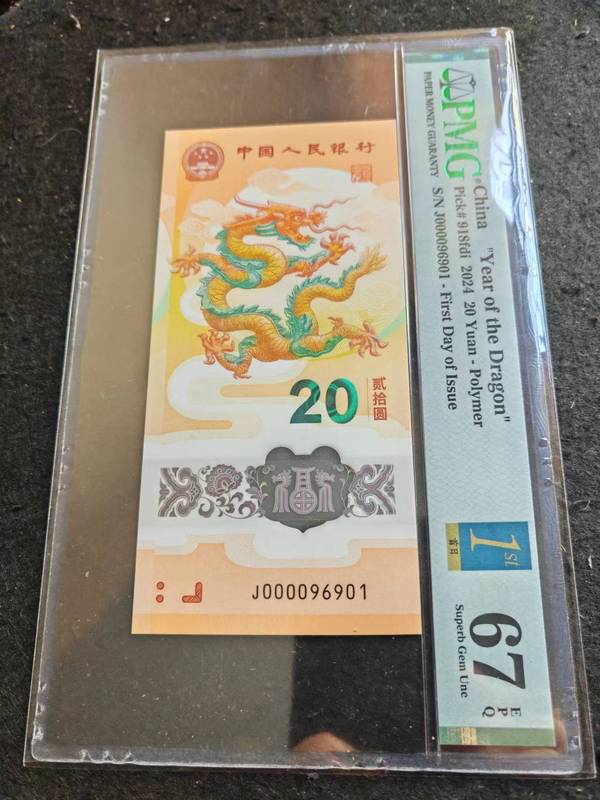 中国人民银行
20
贰拾圆
J000096901
PMG
PAPER MONEY GUARANTY
China "Year of the Dragon"
Pick# 918fdi 2024 20 Yuan - Polymer
S/N J000096901 - First Day of Issue
1st
首日
67
EPQ
Superb Gem Unc